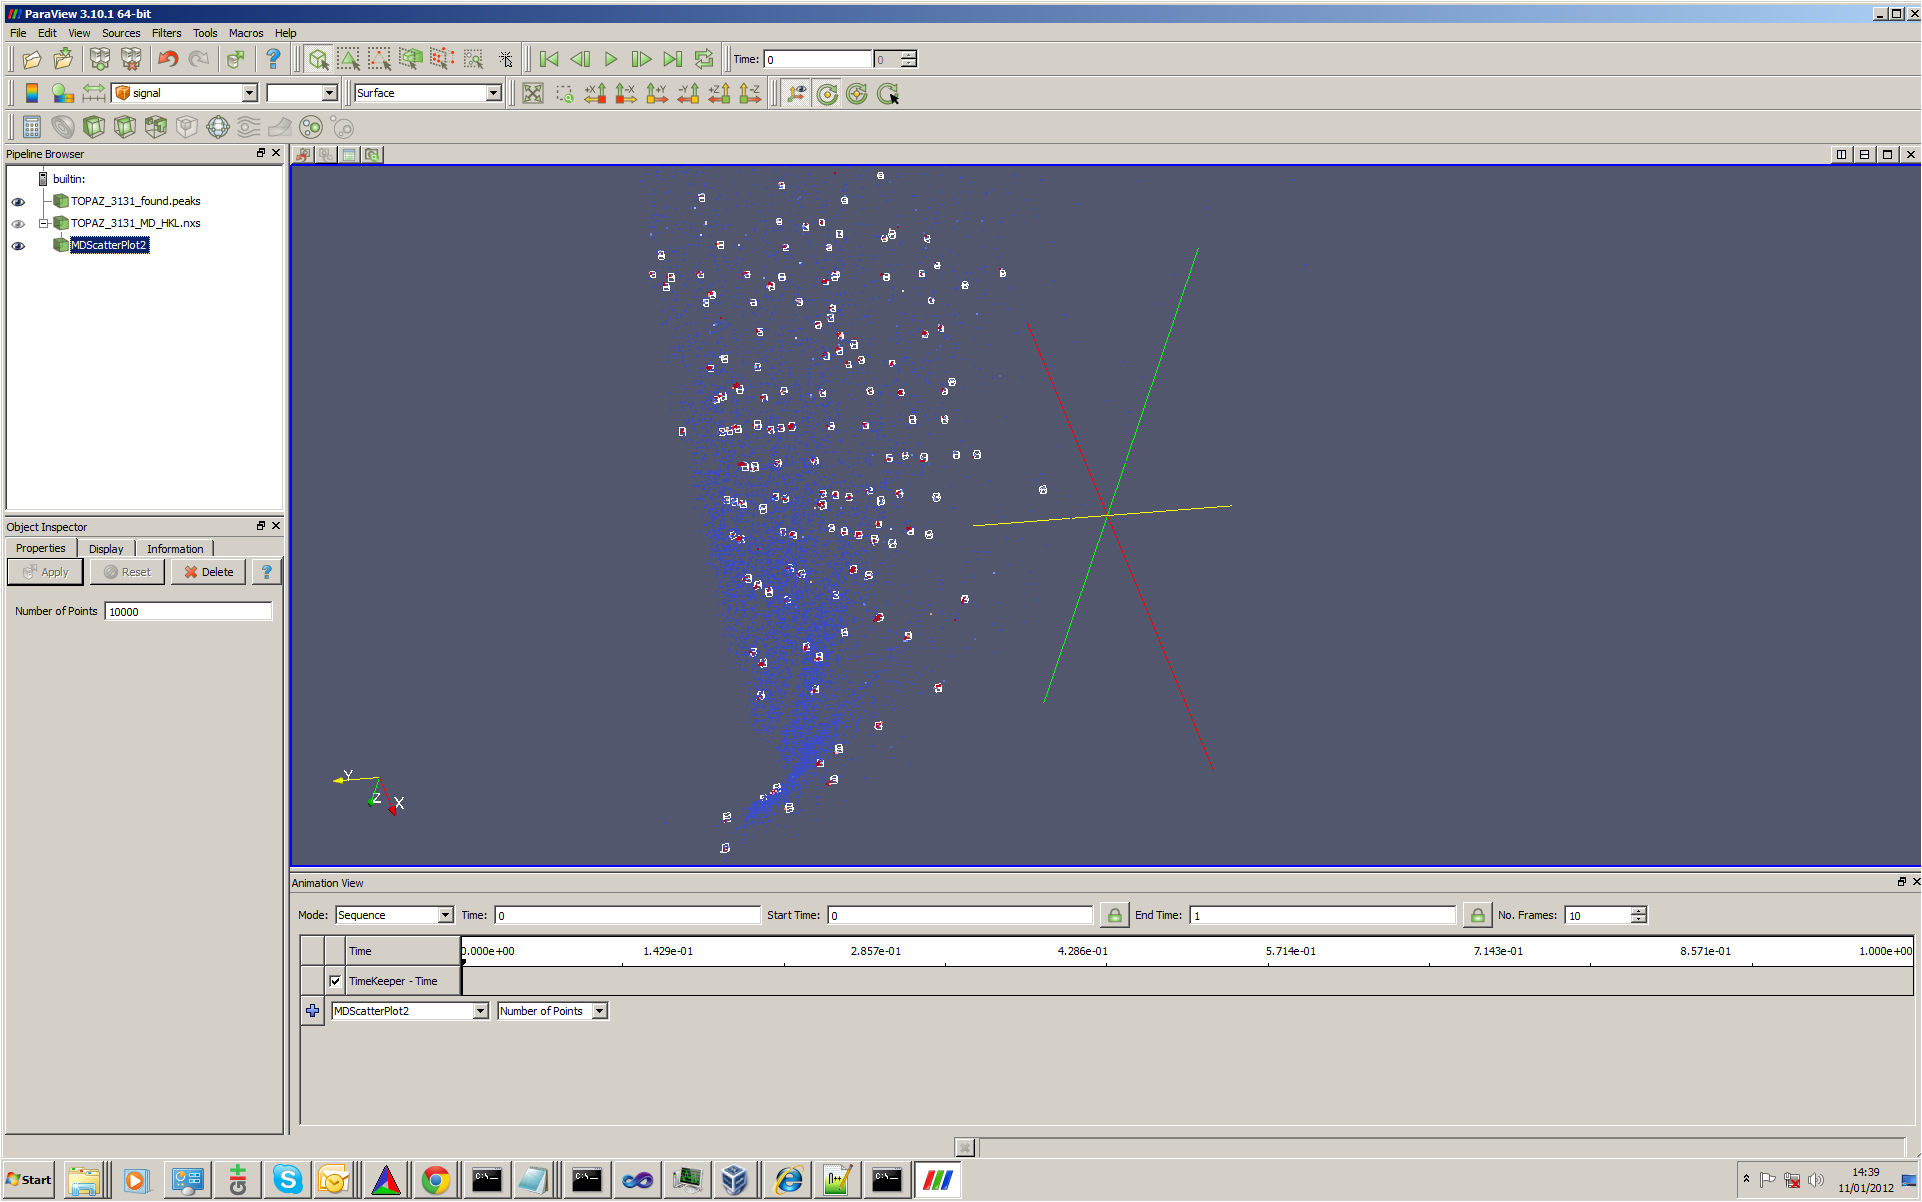 ParaView 3.10.1 64-bit
File Edit View Sources Filters Tools Macros Help
Time: 0 0
signal Surface +X -X +Y -Y +Z -Z
Pipeline Browser
builtin:
TOPAZ_3131_found.peaks
TOPAZ_3131_MD_HKL.nxs
MDScatterPlot2
Object Inspector
Properties Display Information
Apply Reset Delete ?
Number of Points 10000
Y
Z X
Animation View
Mode: Sequence Time: 0 Start Time: 0 End Time: 1 No. Frames: 10
Time 0.000e+00 1.429e-01 2.857e-01 4.286e-01 5.714e-01 7.143e-01 8.571e-01 1.000e+00
TimeKeeper - Time
MDScatterPlot2 Number of Points
Start
14:39
11/01/2012